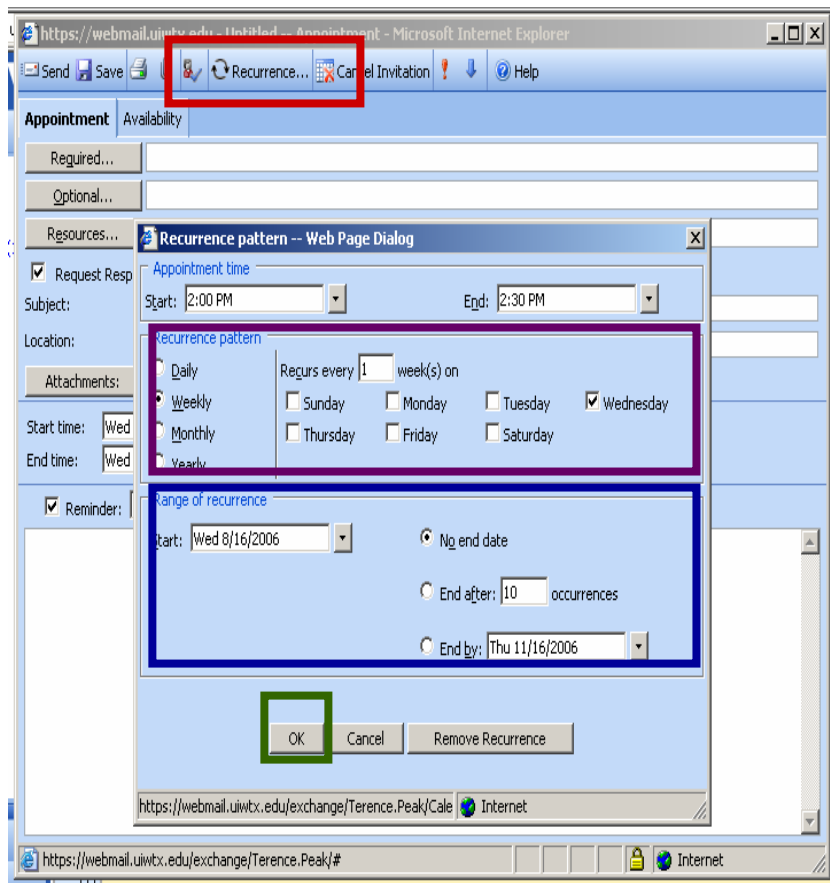 https://webmail.uiwtx.edu - Untitled -- Appointment - Microsoft Internet Explorer
Send Save Recurrence... Cancel Invitation Help
Appointment Availability
Required...
Optional...
Resources...
Recurrence pattern -- Web Page Dialog
Request Resp
Appointment time
Subject:
Start: 2:00 PM End: 2:30 PM
Location:
Recurrence pattern
Attachments:
Daily Recurs every 1 week(s) on
Weekly Sunday Monday Tuesday Wednesday
Monthly Thursday Friday Saturday
Yearly
Start time: Wed
End time: Wed
Reminder:
Range of recurrence
Start: Wed 8/16/2006 No end date
End after: 10 occurrences
End by: Thu 11/16/2006
OK Cancel Remove Recurrence
https://webmail.uiwtx.edu/exchange/Terence.Peak/Cale Internet
https://webmail.uiwtx.edu/exchange/Terence.Peak/# Internet